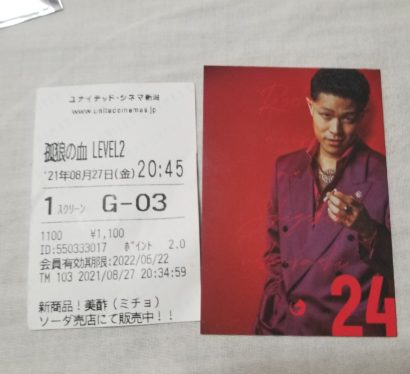 ユナイテッド・シネマ新潟
www.unitedcinemas.jp
孤狼の血 LEVEL2
'21年08月27日(金) 20:45
1 スクリーン G-03
1100 ¥1,100
ID:550333017 ポイント 2.0
会員有効期限:2022/06/22
TM 103 2021/08/27 20:34:59
新商品!美酢(ミチョ)
ソーダ売店にて販売中!!
24